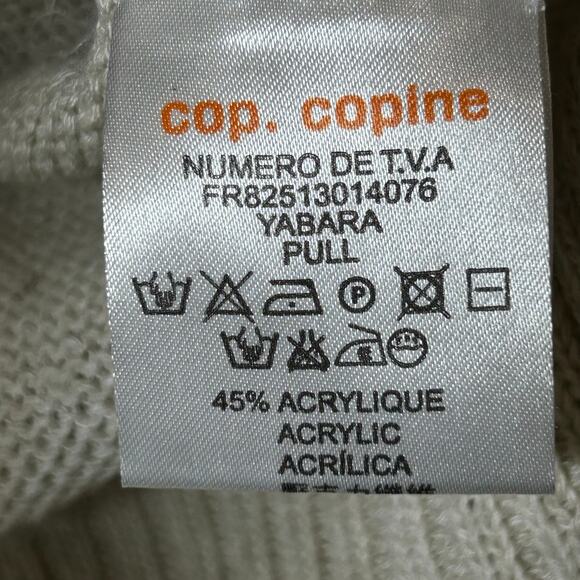 cop. copine
NUMERO DE T.V.A
FR82513014076
YABARA
PULL
P
45% ACRYLIQUE
ACRYLIC
ACRÍLICA